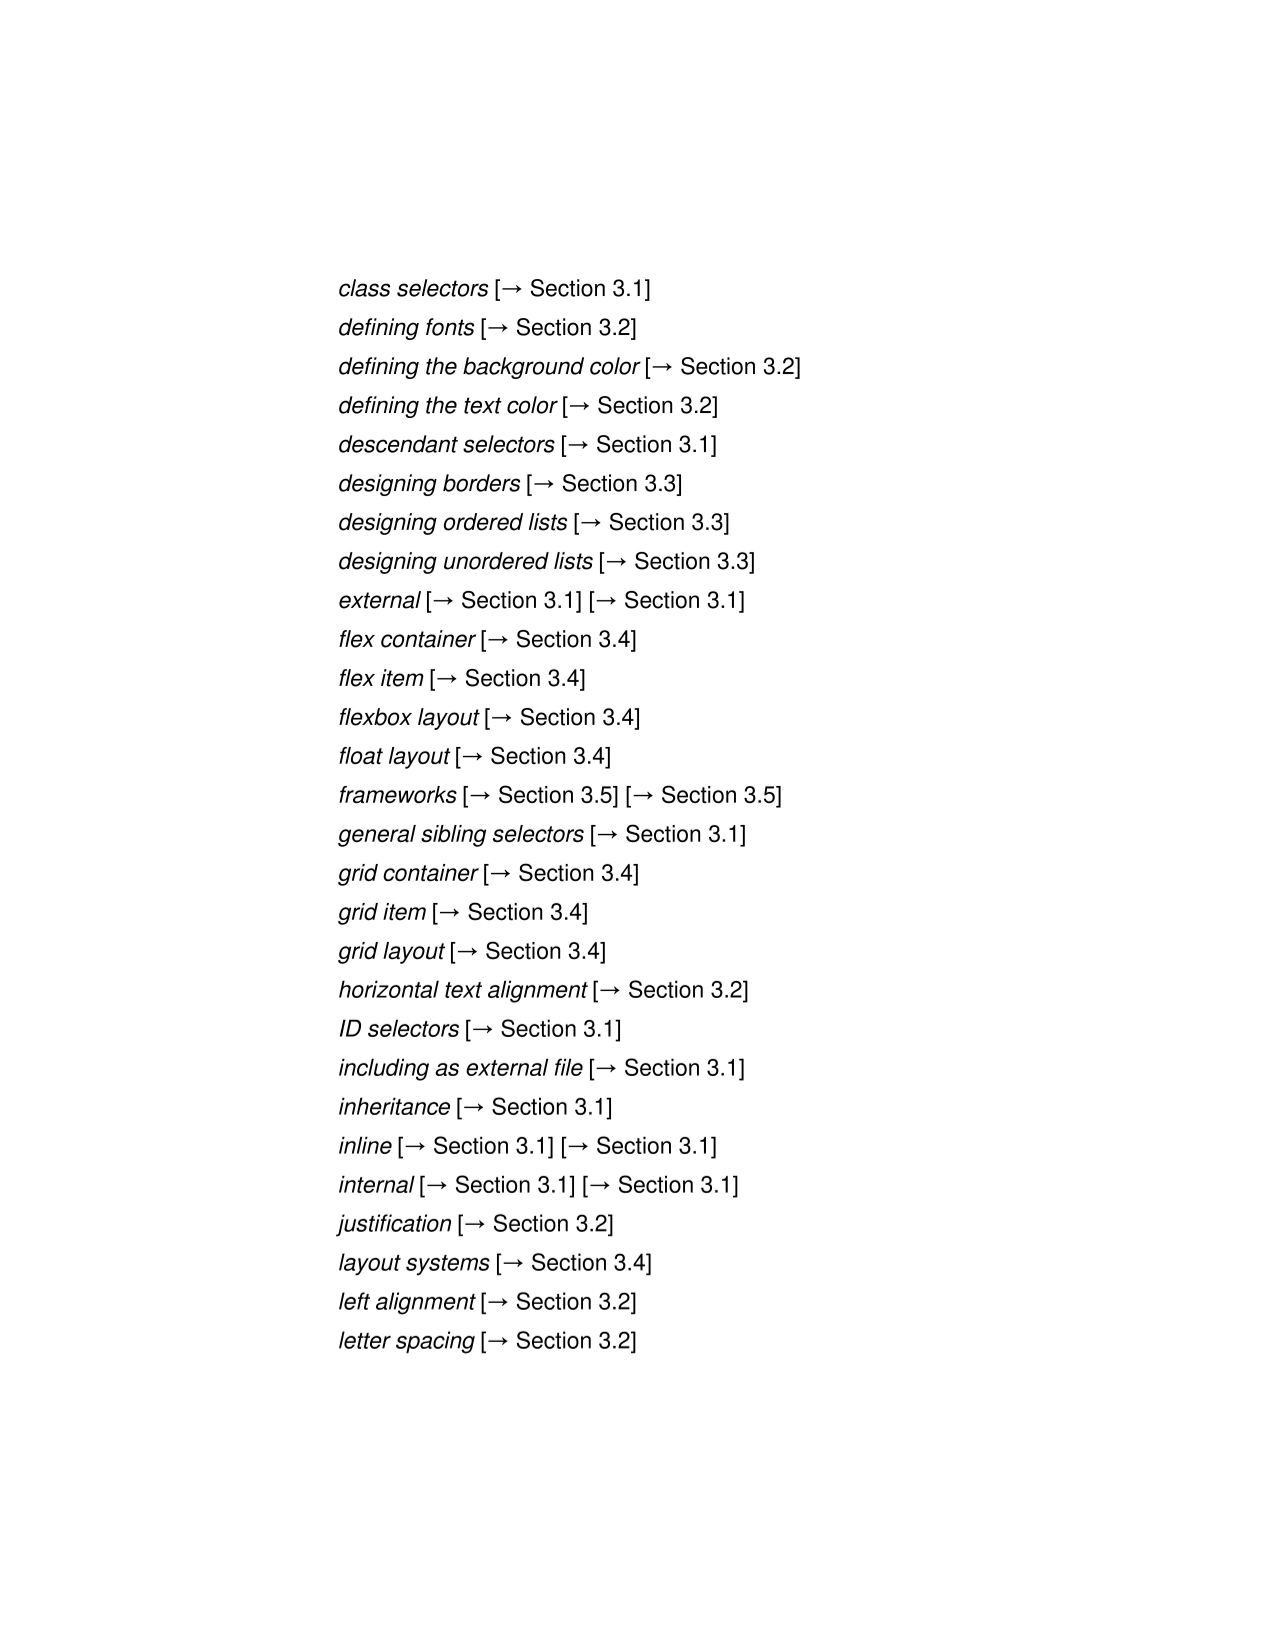 class selectors [→ Section 3.1]
defining fonts [→ Section 3.2]
defining the background color [→ Section 3.2]
defining the text color [→ Section 3.2]
descendant selectors [→ Section 3.1]
designing borders [→ Section 3.3]
designing ordered lists [→ Section 3.3]
designing unordered lists [→ Section 3.3]
external [→ Section 3.1] [→ Section 3.1]
flex container [→ Section 3.4]
flex item [→ Section 3.4]
flexbox layout [→ Section 3.4]
float layout [→ Section 3.4]
frameworks [→ Section 3.5] [→ Section 3.5]
general sibling selectors [→ Section 3.1]
grid container [→ Section 3.4]
grid item [→ Section 3.4]
grid layout [→ Section 3.4]
horizontal text alignment [→ Section 3.2]
ID selectors [→ Section 3.1]
including as external file [→ Section 3.1]
inheritance [→ Section 3.1]
inline [→ Section 3.1] [→ Section 3.1]
internal [→ Section 3.1] [→ Section 3.1]
justification [→ Section 3.2]
layout systems [→ Section 3.4]
left alignment [→ Section 3.2]
letter spacing [→ Section 3.2]